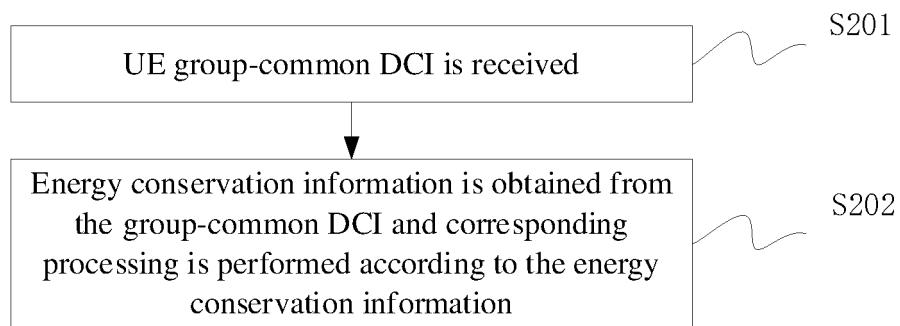 UE group-common DCI is received
S201
Energy conservation information is obtained from
the group-common DCI and corresponding
processing is performed according to the energy
conservation information
S202